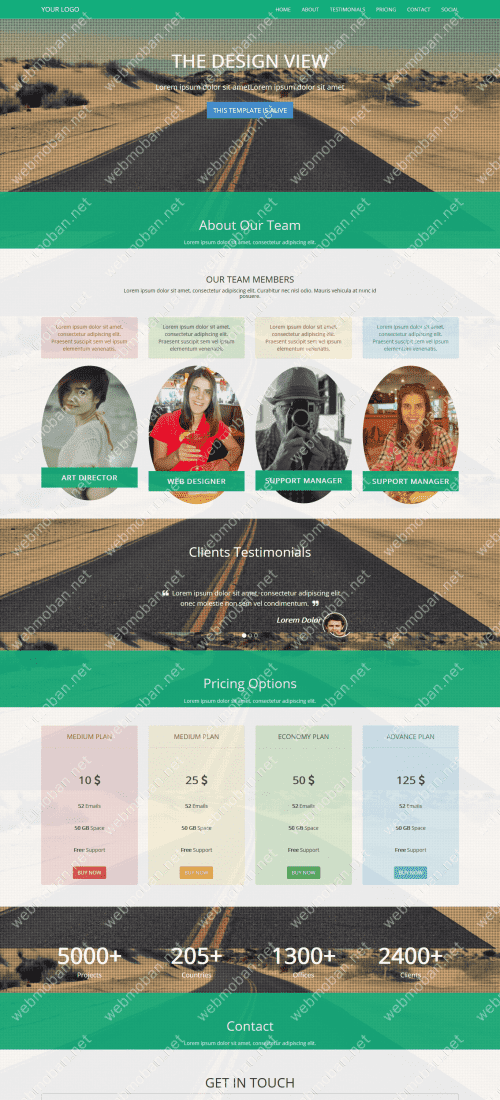 YOUR LOGO
HOME ABOUT TESTIMONIALS PRICING CONTACT SOCIAL
THE DESIGN VIEW
Lorem ipsum dolor sit ametLorem ipsum dolor sit amet
THIS TEMPLATE IS ALIVE
About Our Team
Lorem ipsum dolor sit amet, consectetur adipiscing elit.
OUR TEAM MEMBERS
Lorem ipsum dolor sit amet, consectetur adipiscing elit. Curabitur nec nisl odio. Mauris vehicula at nunc id
posuere.
Lorem ipsum dolor sit amet,
consectetur adipiscing elit.
Praesent suscipit sem vel ipsum
elementum venenatis.
Lorem ipsum dolor sit amet,
consectetur adipiscing elit.
Praesent suscipit sem vel ipsum
elementum venenatis.
Lorem ipsum dolor sit amet,
consectetur adipiscing elit.
Praesent suscipit sem vel ipsum
elementum venenatis.
Lorem ipsum dolor sit amet,
consectetur adipiscing elit.
Praesent suscipit sem vel ipsum
elementum venenatis.
ART DIRECTOR
WEB DESIGNER
SUPPORT MANAGER
SUPPORT MANAGER
Clients Testimonials
❝ Lorem ipsum dolor sit amet, consectetur adipiscing elit,
onec molestie non sem vel condimentum. ❞
Lorem Dolor
Pricing Options
Lorem ipsum dolor sit amet, consectetur adipiscing elit.
MEDIUM PLAN
10 $
52 Emails
50 GB Space
Free Support
BUY NOW
MEDIUM PLAN
25 $
52 Emails
50 GB Space
Free Support
BUY NOW
ECONOMY PLAN
50 $
52 Emails
50 GB Space
Free Support
BUY NOW
ADVANCE PLAN
125 $
52 Emails
50 GB Space
Free Support
BUY NOW
5000+
Projects
205+
Countries
1300+
Offices
2400+
Clients
Contact
Lorem ipsum dolor sit amet, consectetur adipiscing elit.
GET IN TOUCH
webmoban.net